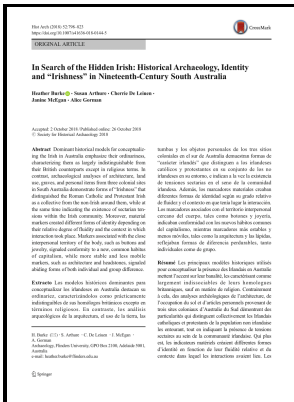 Hist Arch (2018) 52:798–823
https://doi.org/10.1007/s41636-018-0144-5
CrossMark
ORIGINAL ARTICLE
In Search of the Hidden Irish: Historical Archaeology, Identity
and “Irishness” in Nineteenth-Century South Australia
Heather Burke · Susan Arthure · Cherrie De Leiuen ·
Janine McEgan · Alice Gorman
Accepted: 2 October 2018 / Published online: 26 October 2018
© Society for Historical Archaeology 2018
Abstract Dominant historical models for conceptualiz-
ing the Irish in Australia emphasize their ordinariness,
characterizing them as largely indistinguishable from
their British counterparts except in religious terms. In
contrast, archaeological analyses of architecture, land
use, graves, and personal items from three colonial sites
in South Australia demonstrate forms of “Irishness” that
distinguished the Roman Catholic and Protestant Irish
as a collective from the non-Irish around them, while at
the same time indicating the existence of sectarian ten-
sions within the Irish community. Moreover, material
markers created different forms of identity depending on
their relative degree of fluidity and the context in which
interaction took place. Markers associated with the close
interpersonal territory of the body, such as buttons and
jewelry, signaled conformity to a new, common habitus
of capitalism, while more stable and less mobile
markers, such as architecture and headstones, signaled
abiding forms of both individual and group difference.
Extracto Los modelos históricos dominantes para
conceptualizar los irlandeses en Australia destacan su
ordinariez, caracterizándolos como prácticamente
indistinguibles de sus homólogos británicos excepto en
términos religiosos. En contraste, los análisis
arqueológicos de la arquitectura, el uso de la tierra, las
H. Burke · S. Arthure · C. De Leiuen · J. McEgan ·
A. Gorman
Archaeology, Flinders University, GPO Box 2100, Adelaide 5001,
Australia
e-mail: heather.burke@flinders.edu.au
tumbas y los objetos personales de los tres sitios
coloniales en el sur de Australia demuestran formas de
“carácter irlandés” que distinguen a los irlandeses
católicos y protestantes en su conjunto de los no
irlandeses en su entorno, e indican a la vez la existencia
de tensiones sectarias en el seno de la comunidad
irlandesa. Además, los marcadores materiales crearon
diferentes formas de identidad según su grado relativo
de fluidez y el contexto en que tenía lugar la interacción.
Los marcadores asociados con el territorio interpersonal
cercano del cuerpo, tales como botones y joyería,
indicaban conformidad con los nuevos hábitos comunes
del capitalismo, mientras marcadores más estables y
menos móviles, tales como la arquitectura y las lápidas,
reflejaban formas de diferencia perdurables, tanto
individuales como de grupo.
Résumé Les principaux modèles historiques utilisés
pour conceptualiser la présence des Irlandais en Australie
mettent l'accent sur leur banalité, les caractérisant comme
largement indissociables de leurs homologues
britanniques, sauf en matière de religion. Contrairement
à cela, des analyses archéologiques de l'architecture, de
l'occupation du sol et d'articles personnels provenant de
trois sites coloniaux d'Australie du Sud démontrent des
particularités qui distinguent collectivement les Irlandais
catholiques et protestants de la population non irlandaise
les entourant, tout en indiquant la présence de tensions
sectaires au sein de la communauté irlandaise. Qui plus
est, les indicateurs matériels créaient différentes formes
d'identité en fonction de leur fluidité relative et du
contexte dans lequel les interactions avaient lieu. Les
Springer